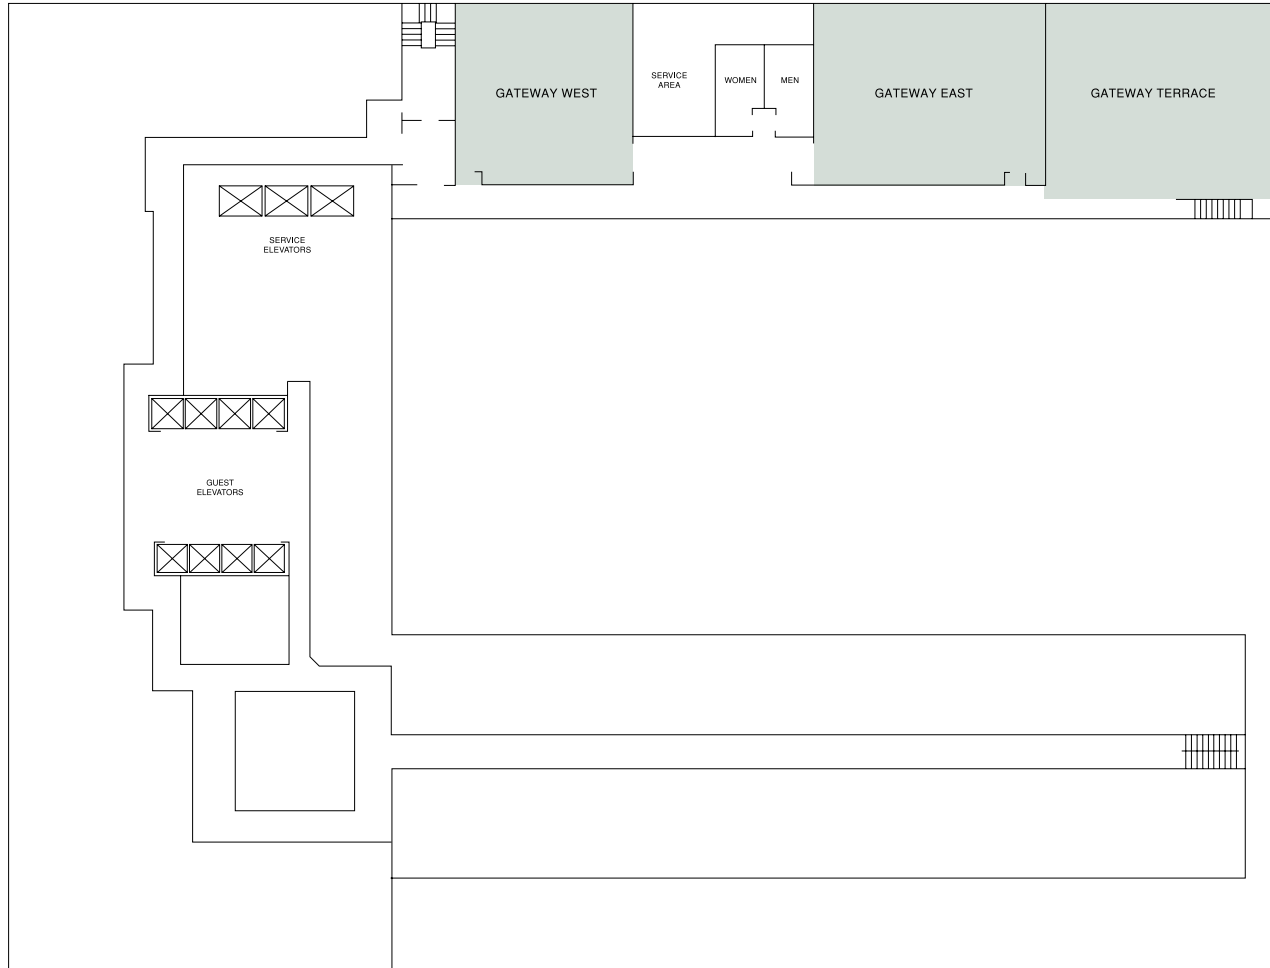 GATEWAY WEST
SERVICE
AREA
WOMEN
MEN
GATEWAY EAST
GATEWAY TERRACE
SERVICE
ELEVATORS
GUEST
ELEVATORS